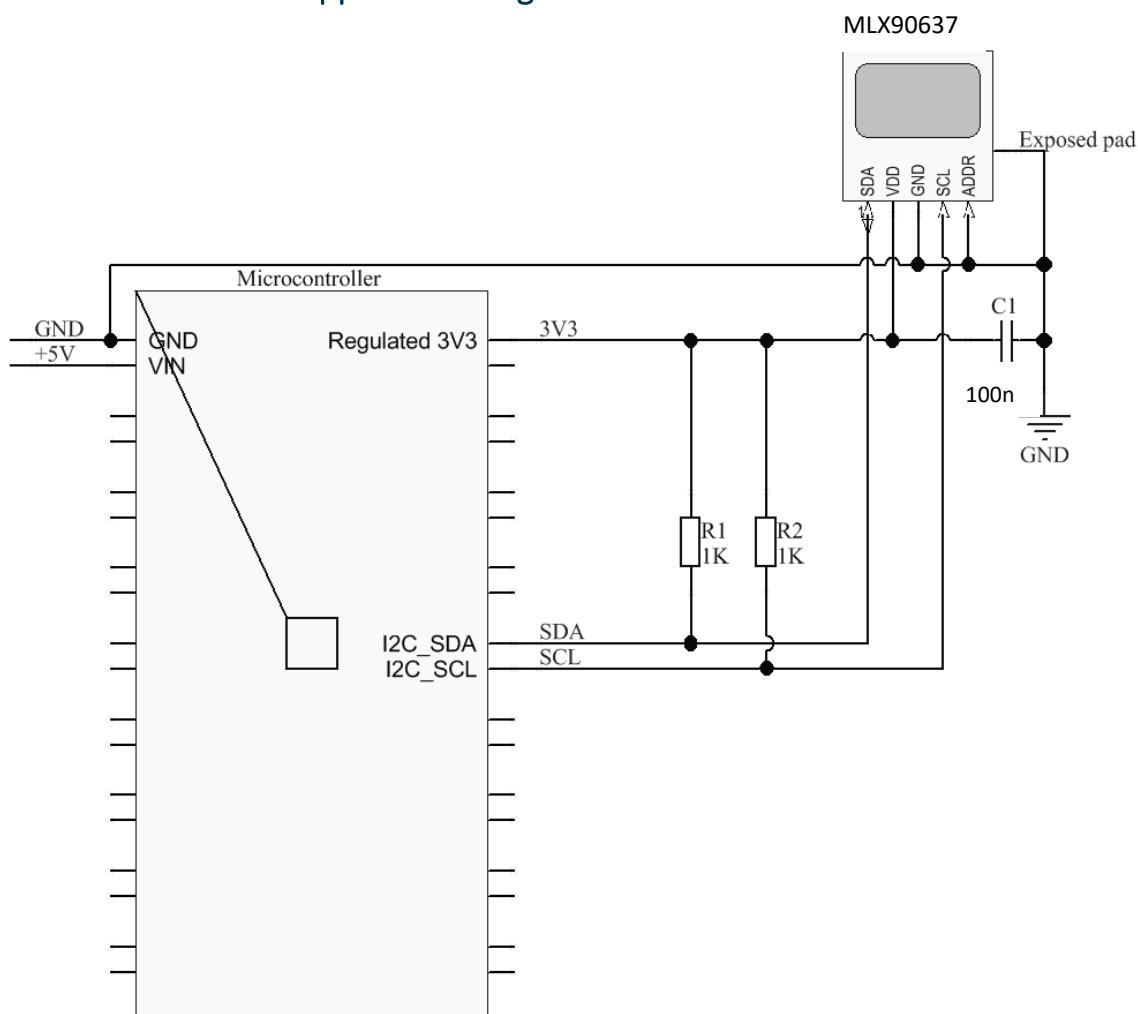 MLX90637
Exposed pad
SDA
VDD
GND
SCL
ADDR
1
Microcontroller
C1
GND
GND
Regulated 3V3
3V3
+5V
VIN
100n
GND
R1
R2
1K
1K
I2C_SDA
SDA
I2C_SCL
SCL